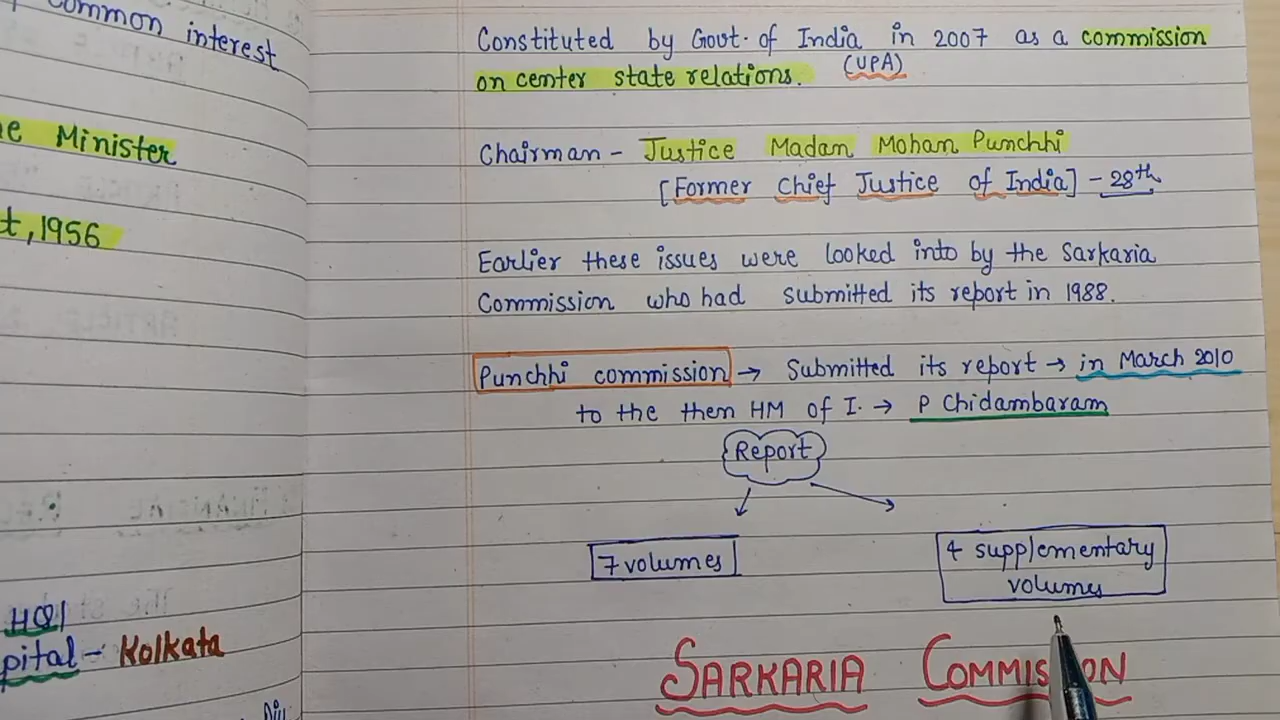 common interest
Minister
t, 1956
HQ
pital - Kolkata
Constituted by Govt. of India in 2007 as a commission
on center state relations. (UPA)
Chairman - Justice Madan Mohan Punchhi
[Former Chief Justice of India] - 28th
Earlier these issues were looked into by the Sarkaria
Commission who had submitted its report in 1988.
Punchhi commission → Submitted its report → in March 2010
to the then HM of I. → P Chidambaram
Report
7 volumes
4 supplementary
volumes
SARKARIA COMMISSION